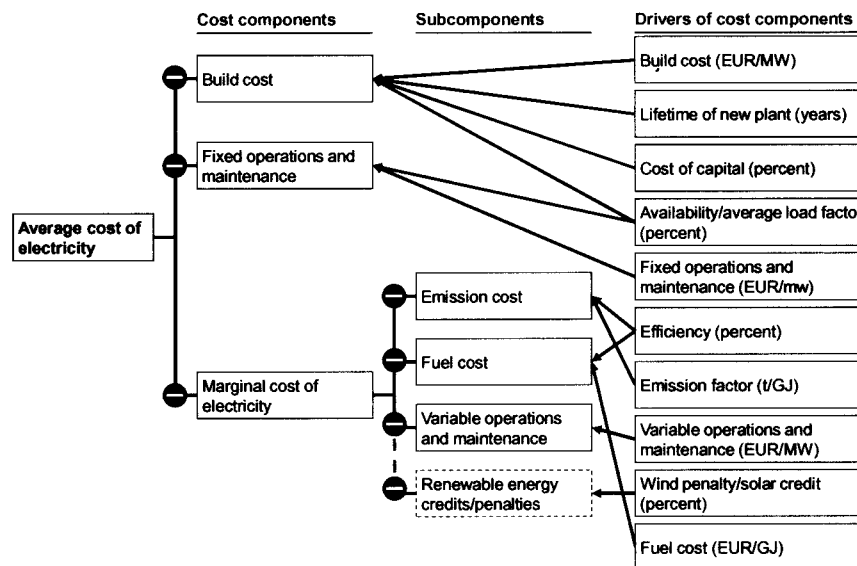 Cost components
Subcomponents
Drivers of cost components
Average cost of
electricity
Build cost
Fixed operations and
maintenance
Marginal cost of
electricity
Emission cost
Fuel cost
Variable operations
and maintenance
Renewable energy
credits/penalties
Build cost (EUR/MW)
Lifetime of new plant (years)
Cost of capital (percent)
Availability/average load factor
(percent)
Fixed operations and
maintenance (EUR/mw)
Efficiency (percent)
Emission factor (t/GJ)
Variable operations and
maintenance (EUR/MW)
Wind penalty/solar credit
(percent)
Fuel cost (EUR/GJ)